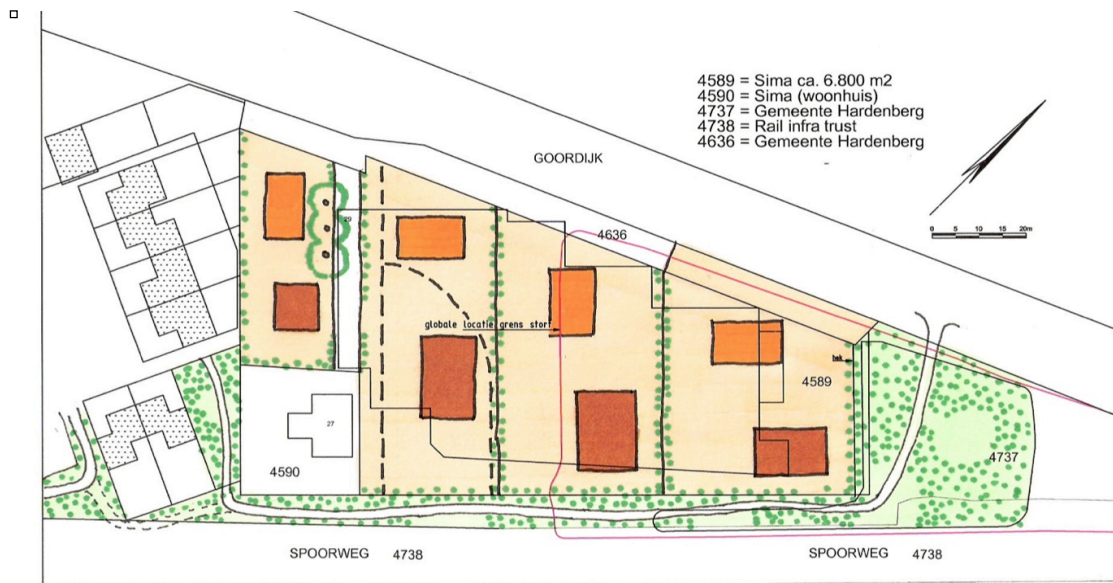 4589 = Sima ca. 6.800 m2
4590 = Sima (woonhuis)
4737 = Gemeente Hardenberg
4738 = Rail infra trust
4636 = Gemeente Hardenberg
GOORDIJK
29
4636
0 5 10 15 20m
globale locatie grens stort
hek
4589
27
4590
4737
SPOORWEG 4738
SPOORWEG 4738